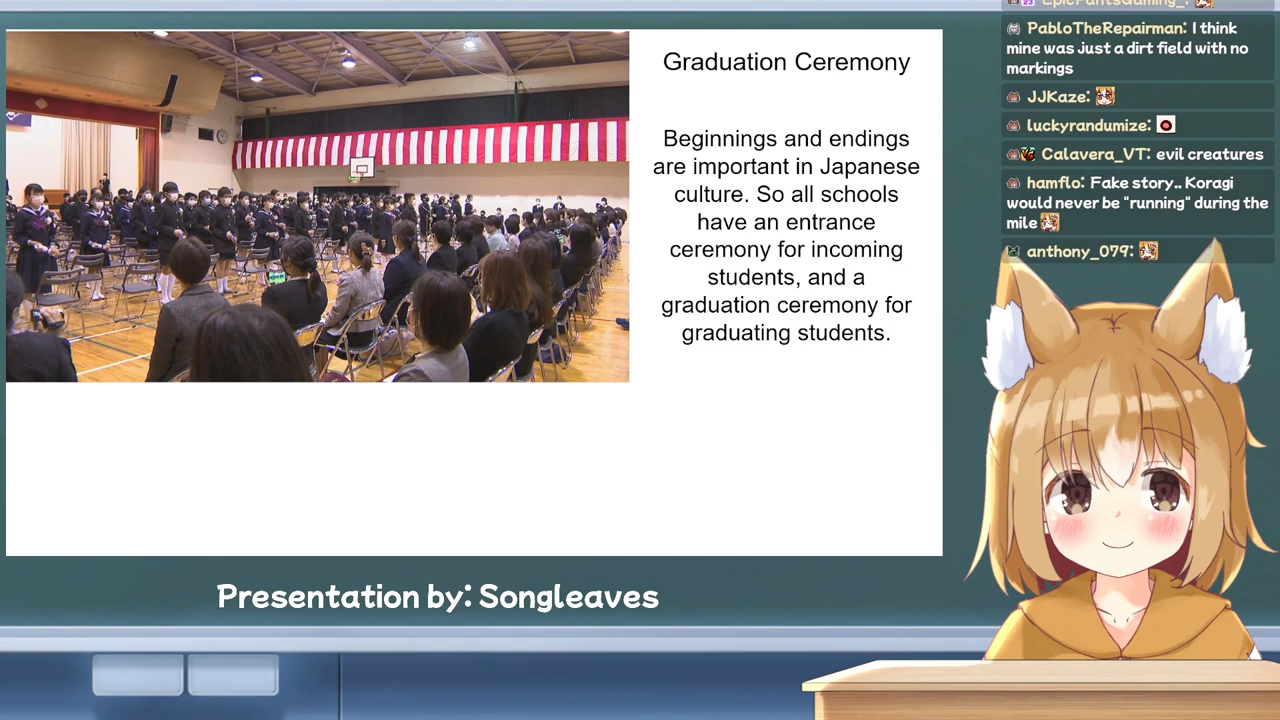 Graduation Ceremony
Beginnings and endings
are important in Japanese
culture. So all schools
have an entrance
ceremony for incoming
students, and a
graduation ceremony for
graduating students.
Presentation by: Songleaves
EpicPantsGaming_:
PabloTheRepairman: I think
mine was just a dirt field with no
markings
JJKaze:
luckyrandumize:
Calavera_VT: evil creatures
hamflo: Fake story.. Koragi
would never be "running" during the
mile
anthony_079: